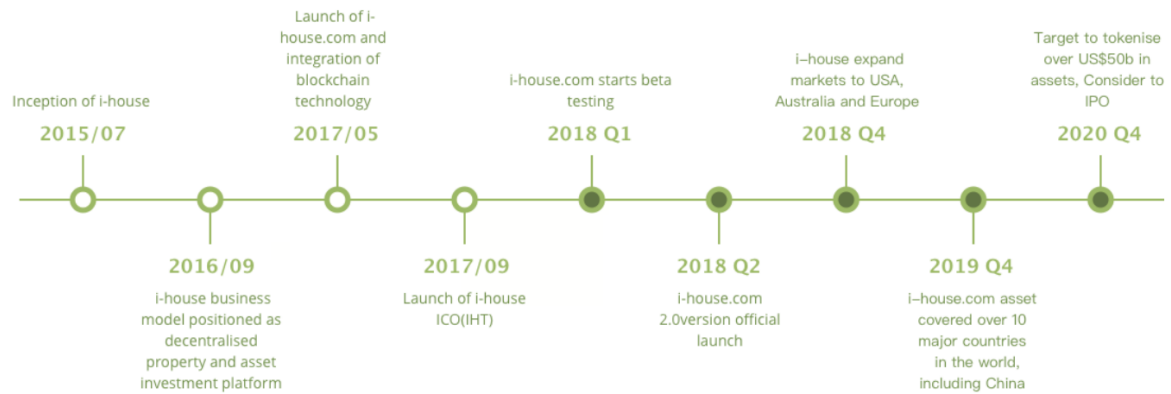 Inception of i-house
2015/07
i-house business
model positioned as
decentralised
property and asset
investment platform
2016/09
Launch of i-
house.com and
integration of
blockchain
technology
2017/05
2017/09
Launch of i-house
ICO(IHT)
i-house.com starts beta
testing
2018 Q1
2018 Q2
i-house.com
2.0version official
launch
i-house expand
markets to USA,
Australia and Europe
2018 Q4
2019 Q4
i-house.com asset
covered over 10
major countries
in the world,
including China
Target to tokenise
over US$50b in
assets, Consider to
IPO
2020 Q4